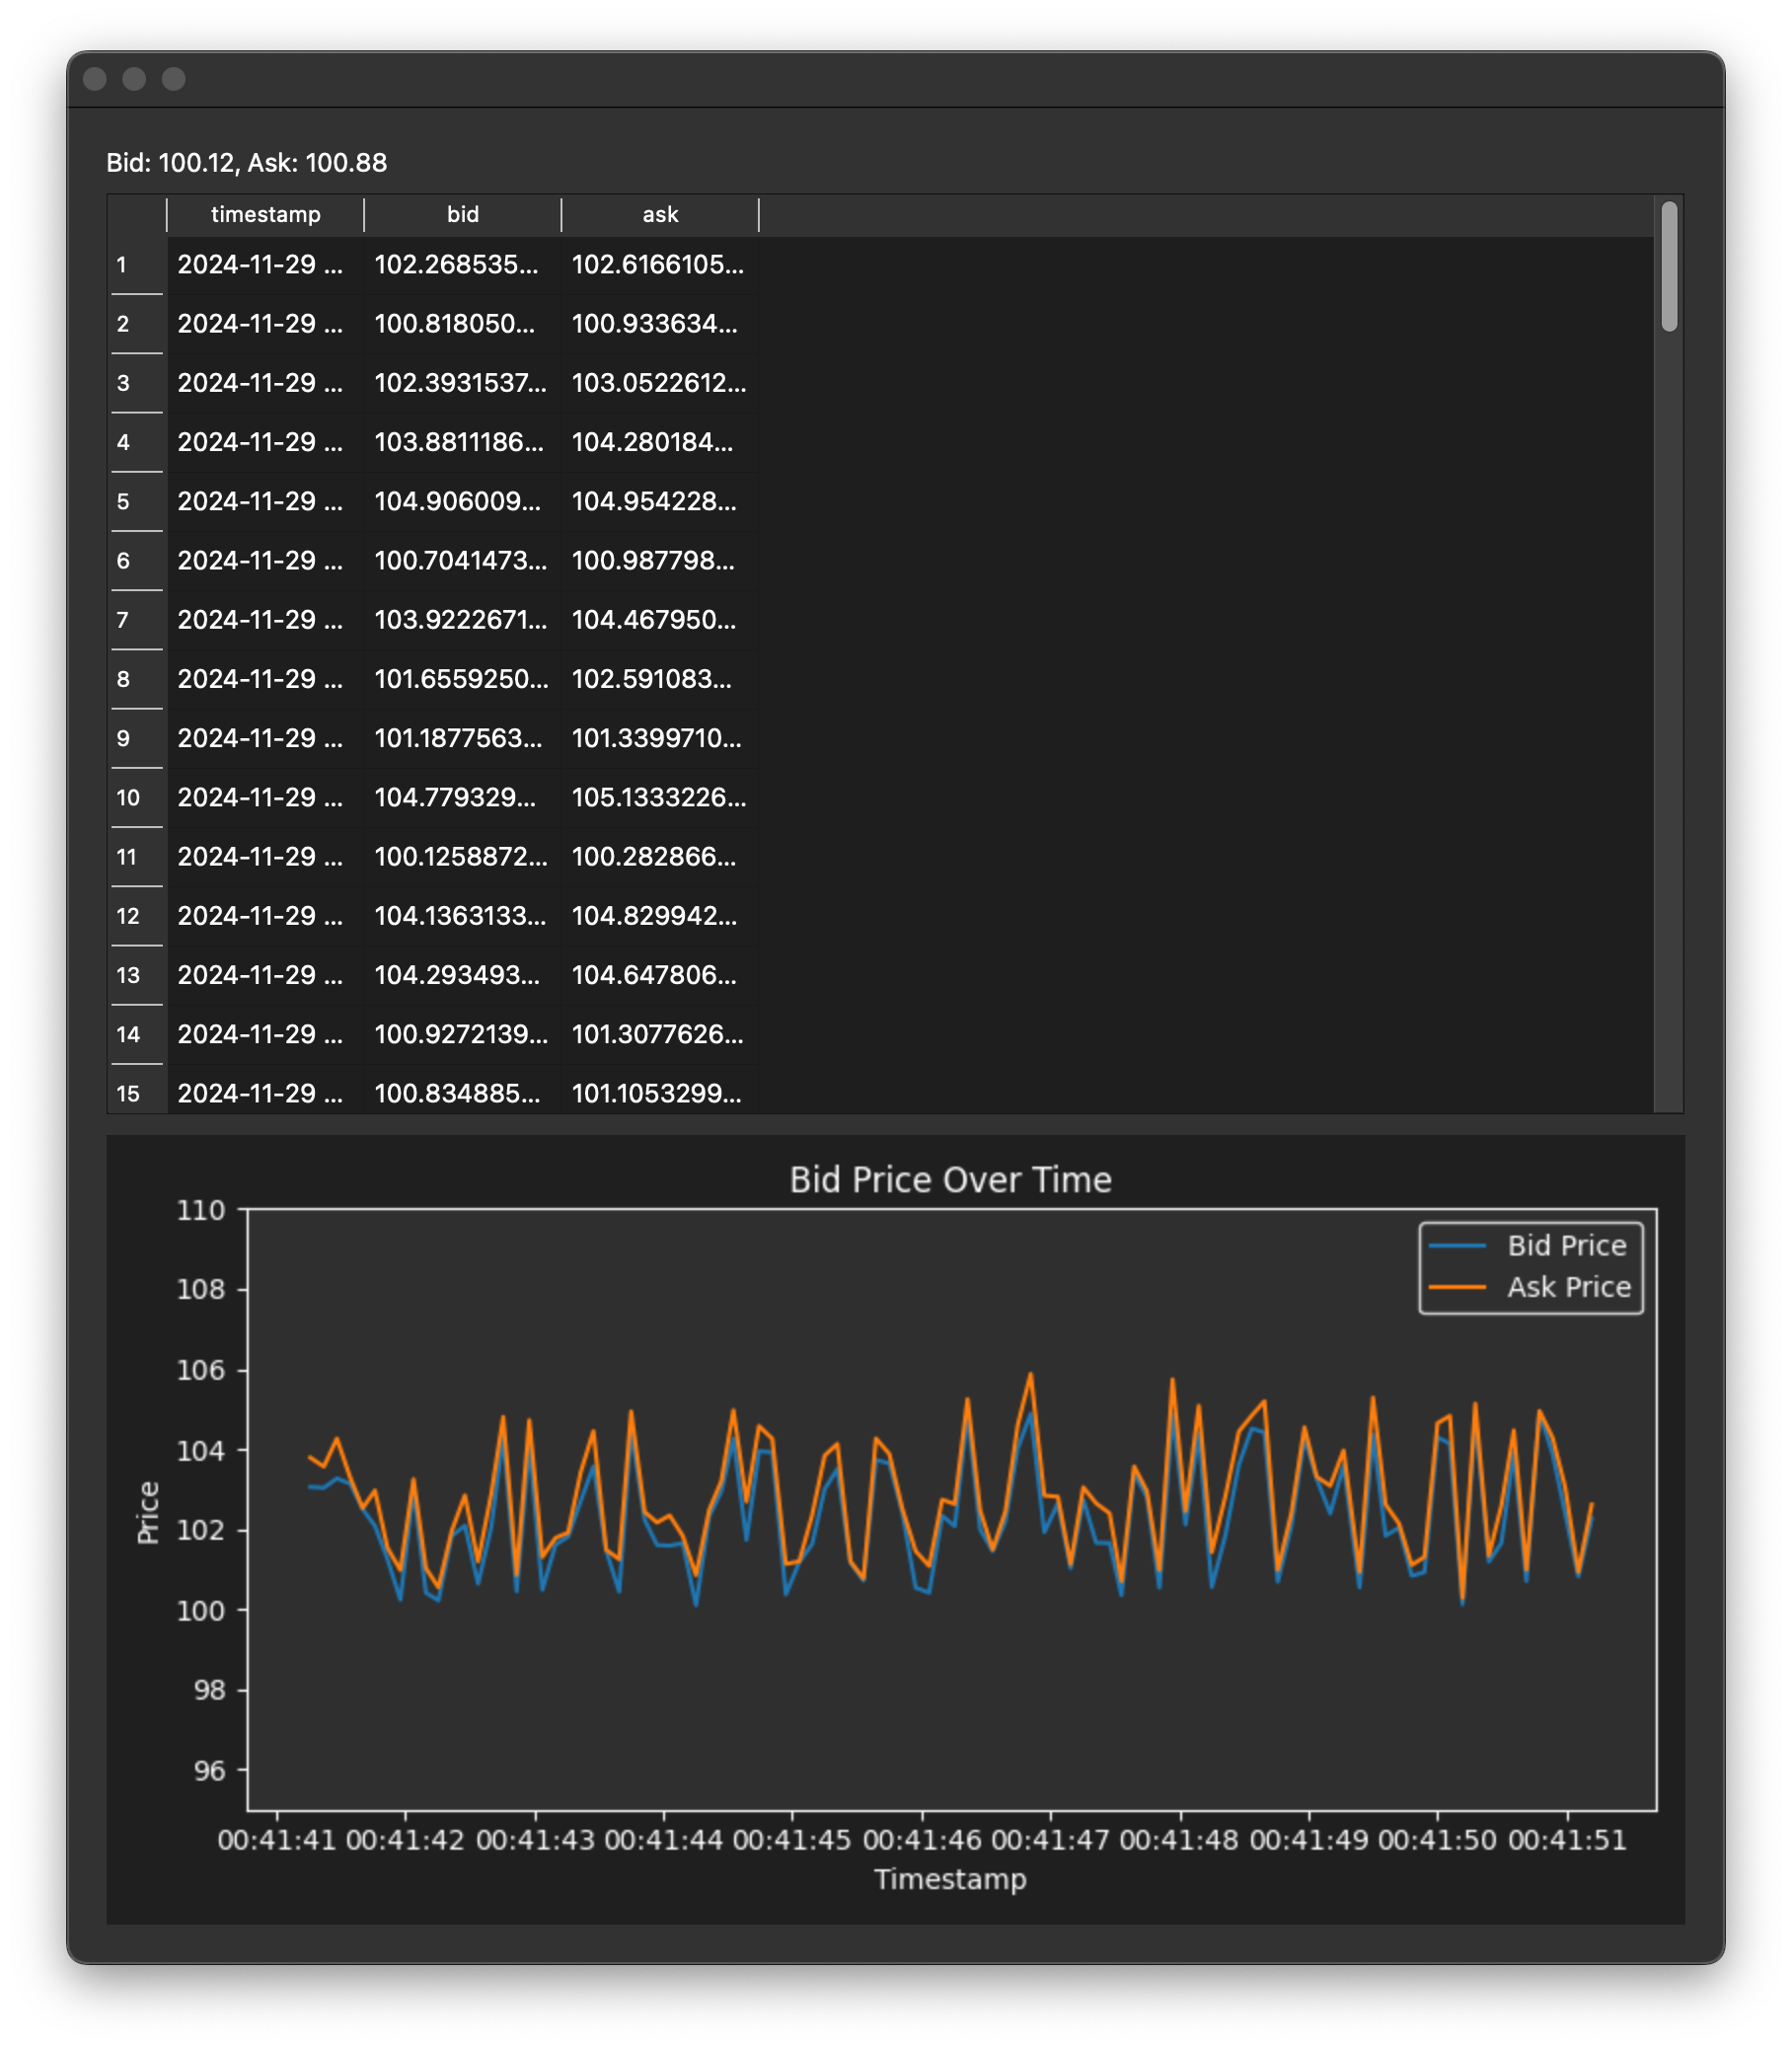 Bid: 100.12, Ask: 100.88
timestamp bid ask
1 2024-11-29 ... 102.268535... 102.6166105...
2 2024-11-29 ... 100.818050... 100.933634...
3 2024-11-29 ... 102.3931537... 103.0522612...
4 2024-11-29 ... 103.8811186... 104.280184...
5 2024-11-29 ... 104.906009... 104.954228...
6 2024-11-29 ... 100.7041473... 100.987798...
7 2024-11-29 ... 103.9222671... 104.467950...
8 2024-11-29 ... 101.6559250... 102.591083...
9 2024-11-29 ... 101.1877563... 101.3399710...
10 2024-11-29 ... 104.779329... 105.1333226...
11 2024-11-29 ... 100.1258872... 100.282866...
12 2024-11-29 ... 104.1363133... 104.829942...
13 2024-11-29 ... 104.293493... 104.647806...
14 2024-11-29 ... 100.9272139... 101.3077626...
15 2024-11-29 ... 100.834885... 101.1053299...
Bid Price Over Time
Bid Price
Ask Price
Price
110
108
106
104
102
100
98
96
00:41:41 00:41:42 00:41:43 00:41:44 00:41:45 00:41:46 00:41:47 00:41:48 00:41:49 00:41:50 00:41:51
Timestamp